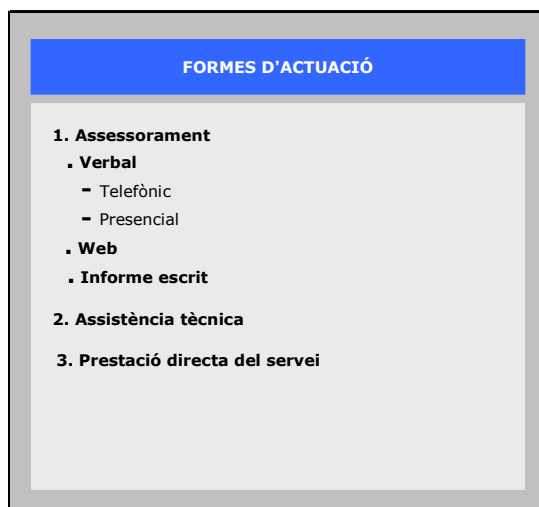 FORMES D'ACTUACIÓ
1. Assessorament
. Verbal
- Telefònic
- Presencial
. Web
. Informe escrit
2. Assistència tècnica
3. Prestació directa del servei